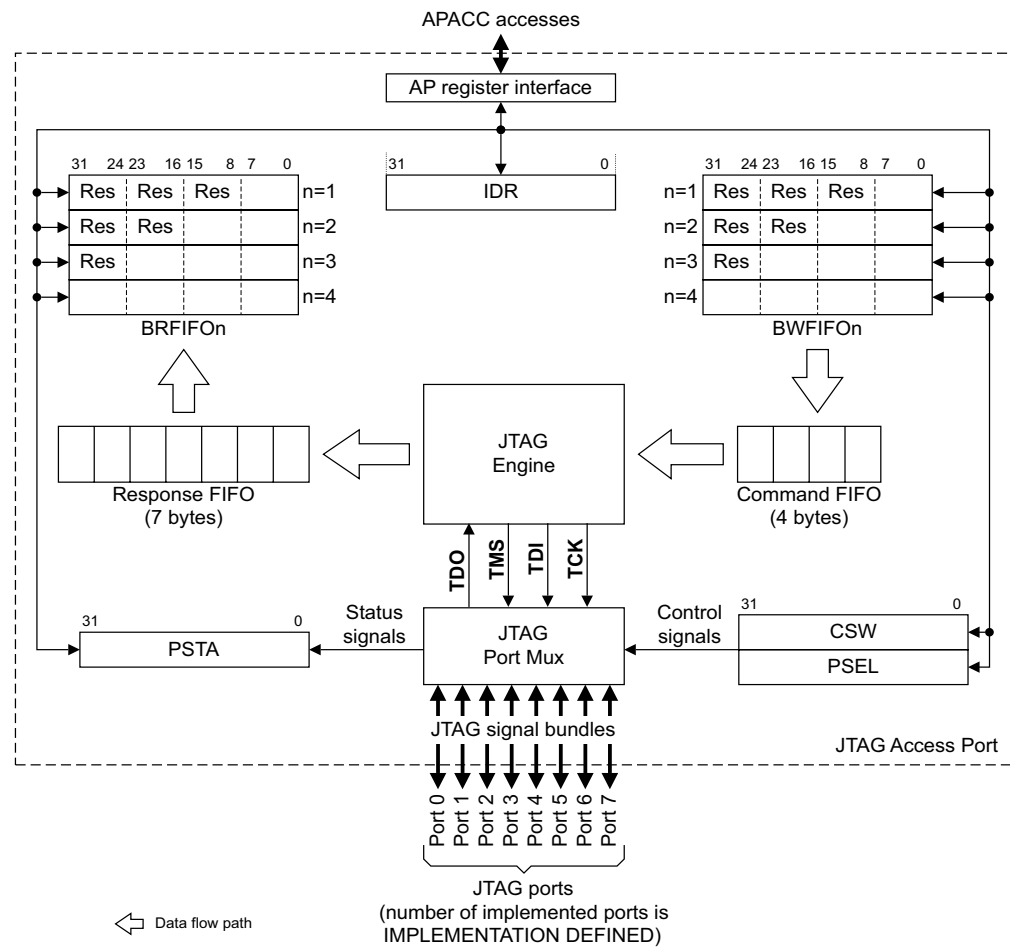 APACC accesses
AP register interface
31 24 23 16 15 8 7 0
31 0
31 24 23 16 15 8 7 0
Res Res Res n=1
IDR
n=1 Res Res Res
Res Res n=2
n=2 Res Res
Res n=3
n=3 Res
n=4
n=4
BRFIFOn
BWFIFOn
JTAG
Engine
Response FIFO
(7 bytes)
Command FIFO
(4 bytes)
TDO
TMS
TDI
TCK
31 0
PSTA
Status
signals
JTAG
Port Mux
Control
signals
31 0
CSW
PSEL
JTAG signal bundles
JTAG Access Port
Port 0
Port 1
Port 2
Port 3
Port 4
Port 5
Port 6
Port 7
JTAG ports
(number of implemented ports is
IMPLEMENTATION DEFINED)
Data flow path